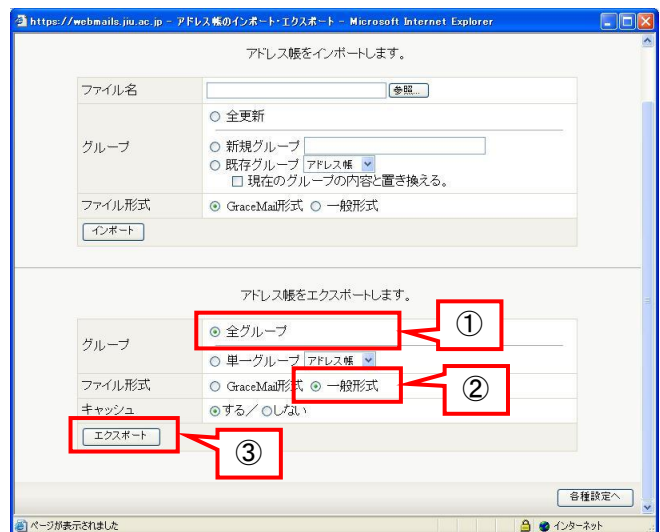 https://webmails.jiu.ac.jp - アドレス帳のインポート・エクスポート - Microsoft Internet Explorer
アドレス帳をインポートします。
ファイル名 参照...
全更新
グループ
新規グループ
既存グループ アドレス帳
現在のグループの内容と置き換える。
ファイル形式 GraceMail形式 一般形式
インポート
アドレス帳をエクスポートします。
全グループ ①
グループ
単一グループ アドレス帳
ファイル形式 GraceMail形式 一般形式 ②
キャッシュ する／しない
エクスポート ③
各種設定へ
ページが表示されました インターネット